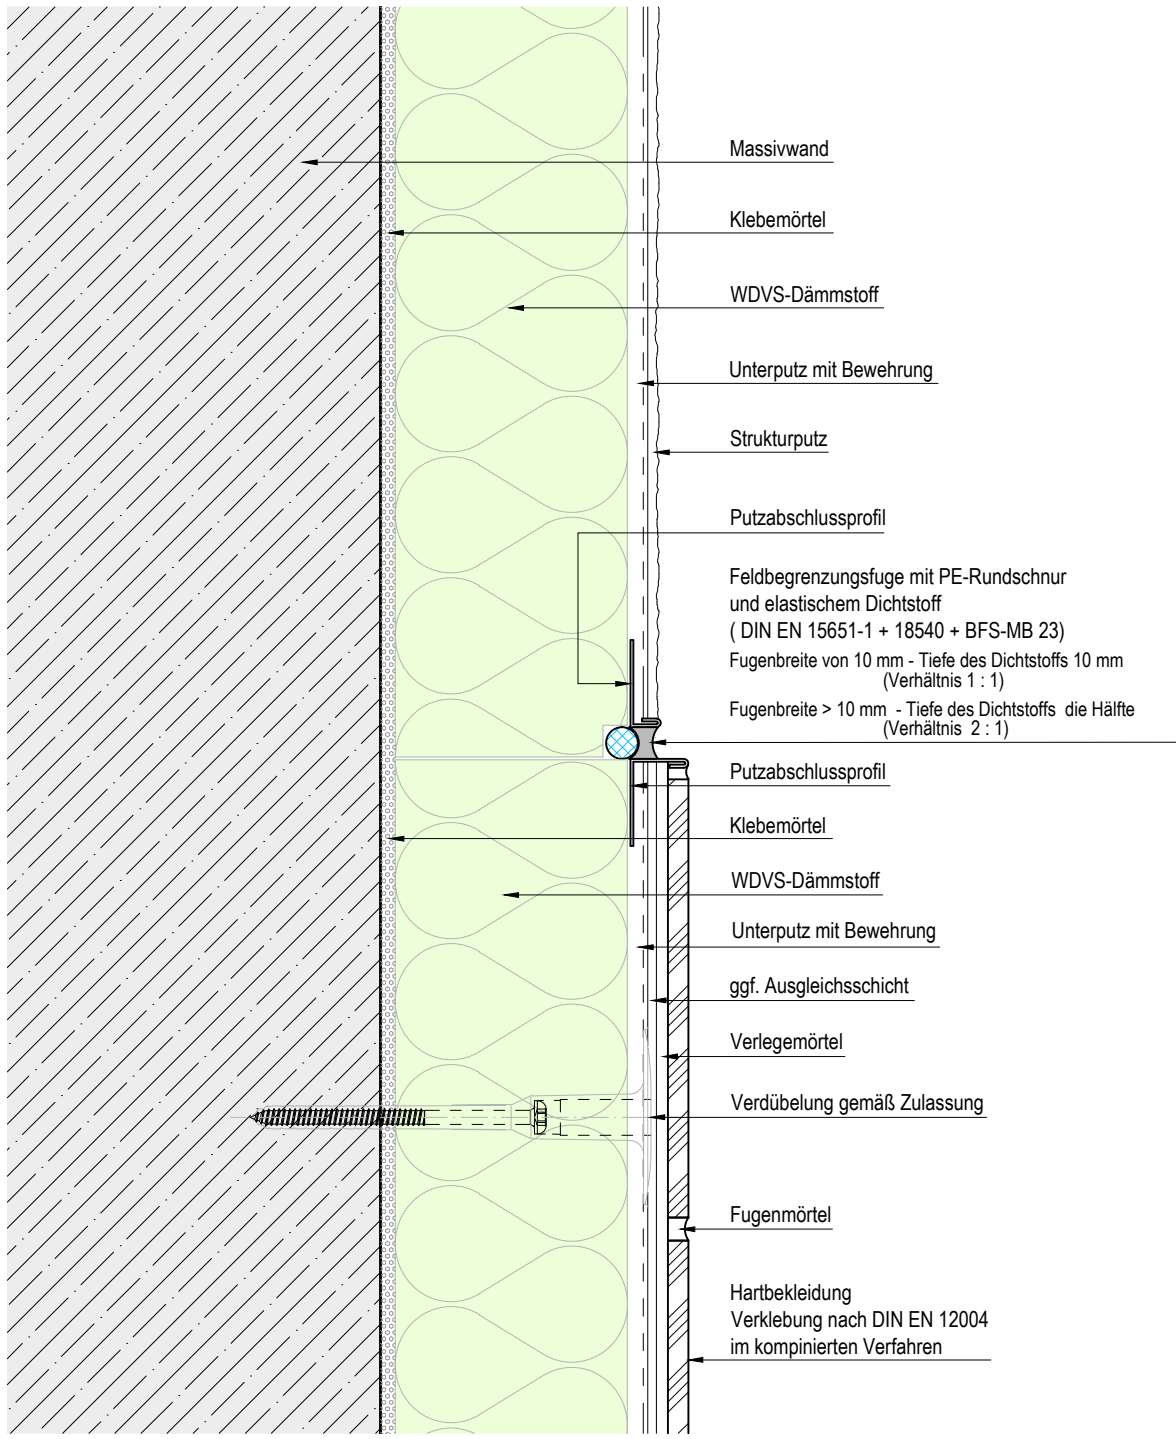 Massivwand
Klebemörtel
WDVS-Dämmstoff
Unterputz mit Bewehrung
Strukturputz
Putzabschlussprofil
Feldbegrenzungsfuge mit PE-Rundschnur
und elastischem Dichtstoff
( DIN EN 15651-1 + 18540 + BFS-MB 23)
Fugenbreite von 10 mm - Tiefe des Dichtstoffs 10 mm
(Verhältnis 1 : 1)
Fugenbreite > 10 mm - Tiefe des Dichtstoffs die Hälfte
(Verhältnis 2 : 1)
Putzabschlussprofil
Klebemörtel
WDVS-Dämmstoff
Unterputz mit Bewehrung
ggf. Ausgleichsschicht
Verlegemörtel
Verdübelung gemäß Zulassung
Fugenmörtel
Hartbekleidung
Verklebung nach DIN EN 12004
im kompinierten Verfahren